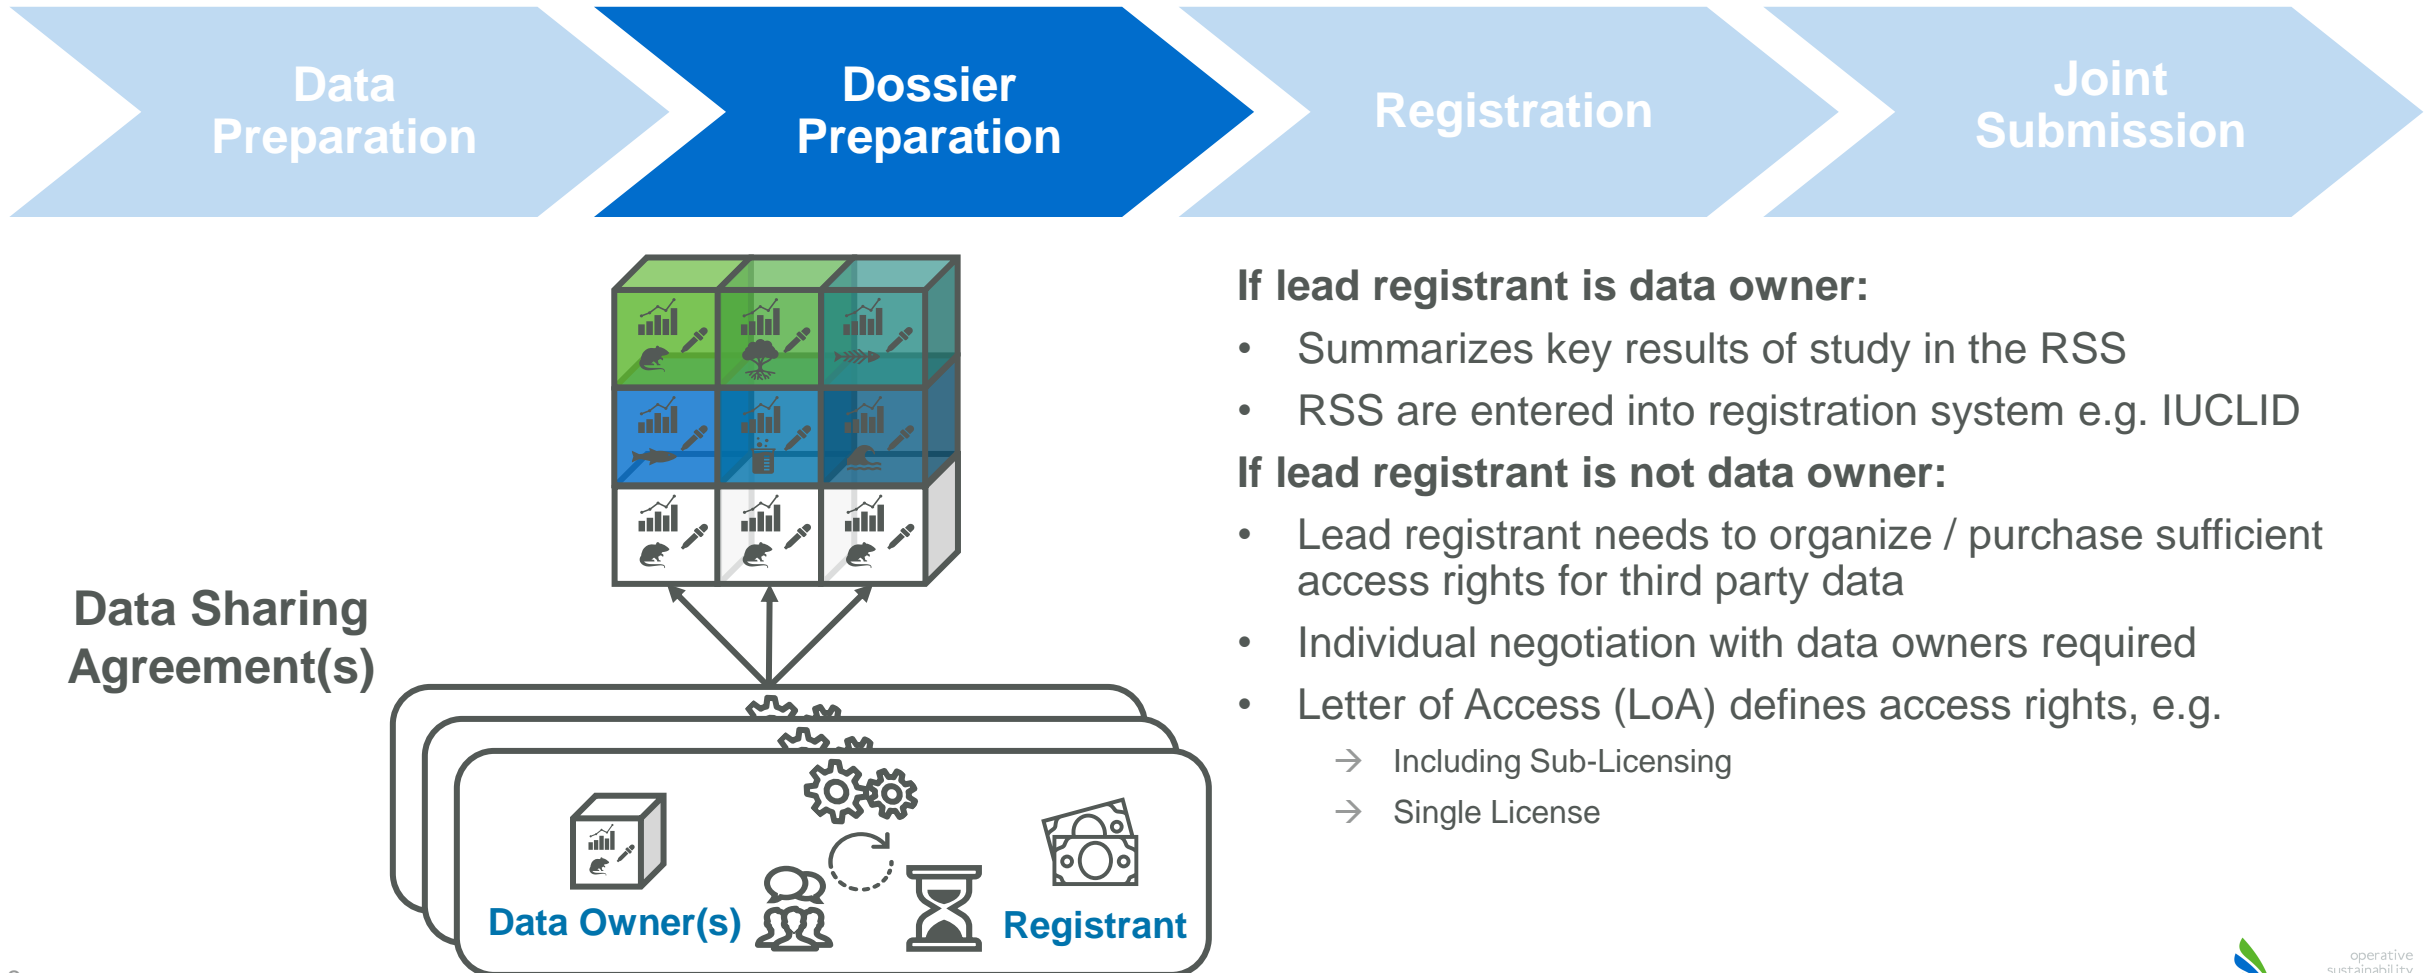 Data
Preparation
Dossier
Preparation
Registration
Joint
Submission
If lead registrant is data owner:
• Summarizes key results of study in the RSS
• RSS are entered into registration system e.g. IUCLID
If lead registrant is not data owner:
• Lead registrant needs to organize / purchase sufficient
access rights for third party data
• Individual negotiation with data owners required
• Letter of Access (LoA) defines access rights, e.g.
→ Including Sub-Licensing
→ Single License
Data Sharing
Agreement(s)
Data Owner(s)
Registrant
operative
sustainability